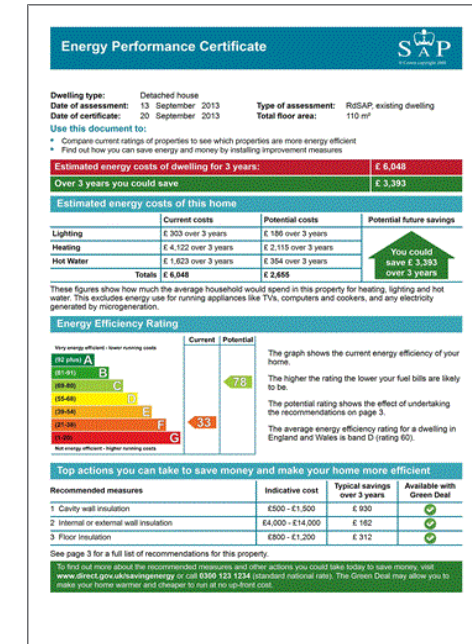 Energy Performance Certificate
SAP
© Crown copyright 2009
Dwelling type: Detached house
Date of assessment: 13 September 2013 Type of assessment: RdSAP, existing dwelling
Date of certificate: 20 September 2013 Total floor area: 110 m²
Use this document to:
• Compare current ratings of properties to see which properties are more energy efficient
• Find out how you can save energy and money by installing improvement measures
Estimated energy costs of dwelling for 3 years: £ 6,048
Over 3 years you could save £ 3,393
Estimated energy costs of this home
Current costs Potential costs Potential future savings
Lighting £ 303 over 3 years £ 186 over 3 years
Heating £ 4,122 over 3 years £ 2,115 over 3 years
Hot Water £ 1,623 over 3 years £ 354 over 3 years
Totals £ 6,048 £ 2,655
You could
save £ 3,393
over 3 years
These figures show how much the average household would spend in this property for heating, lighting and hot
water. This excludes energy use for running appliances like TVs, computers and cookers, and any electricity
generated by microgeneration.
Energy Efficiency Rating
Current Potential
Very energy efficient - lower running costs
(92 plus) A
(81-91) B
(69-80) C
(55-68) D
(39-54) E
(21-38) F
(1-20) G
Not energy efficient - higher running costs
33
78
The graph shows the current energy efficiency of your
home.
The higher the rating the lower your fuel bills are likely
to be.
The potential rating shows the effect of undertaking
the recommendations on page 3.
The average energy efficiency rating for a dwelling in
England and Wales is band D (rating 60).
Top actions you can take to save money and make your home more efficient
Recommended measures Indicative cost Typical savings over 3 years Available with Green Deal
1 Cavity wall insulation £500 - £1,500 £ 930
2 Internal or external wall insulation £4,000 - £14,000 £ 162
3 Floor insulation £800 - £1,200 £ 312
See page 3 for a full list of recommendations for this property.
To find out more about the recommended measures and other actions you could take today to save money, visit
www.direct.gov.uk/savingenergy or call 0300 123 1234 (standard national rate). The Green Deal may allow you to
make your home warmer and cheaper to run at no up-front cost.